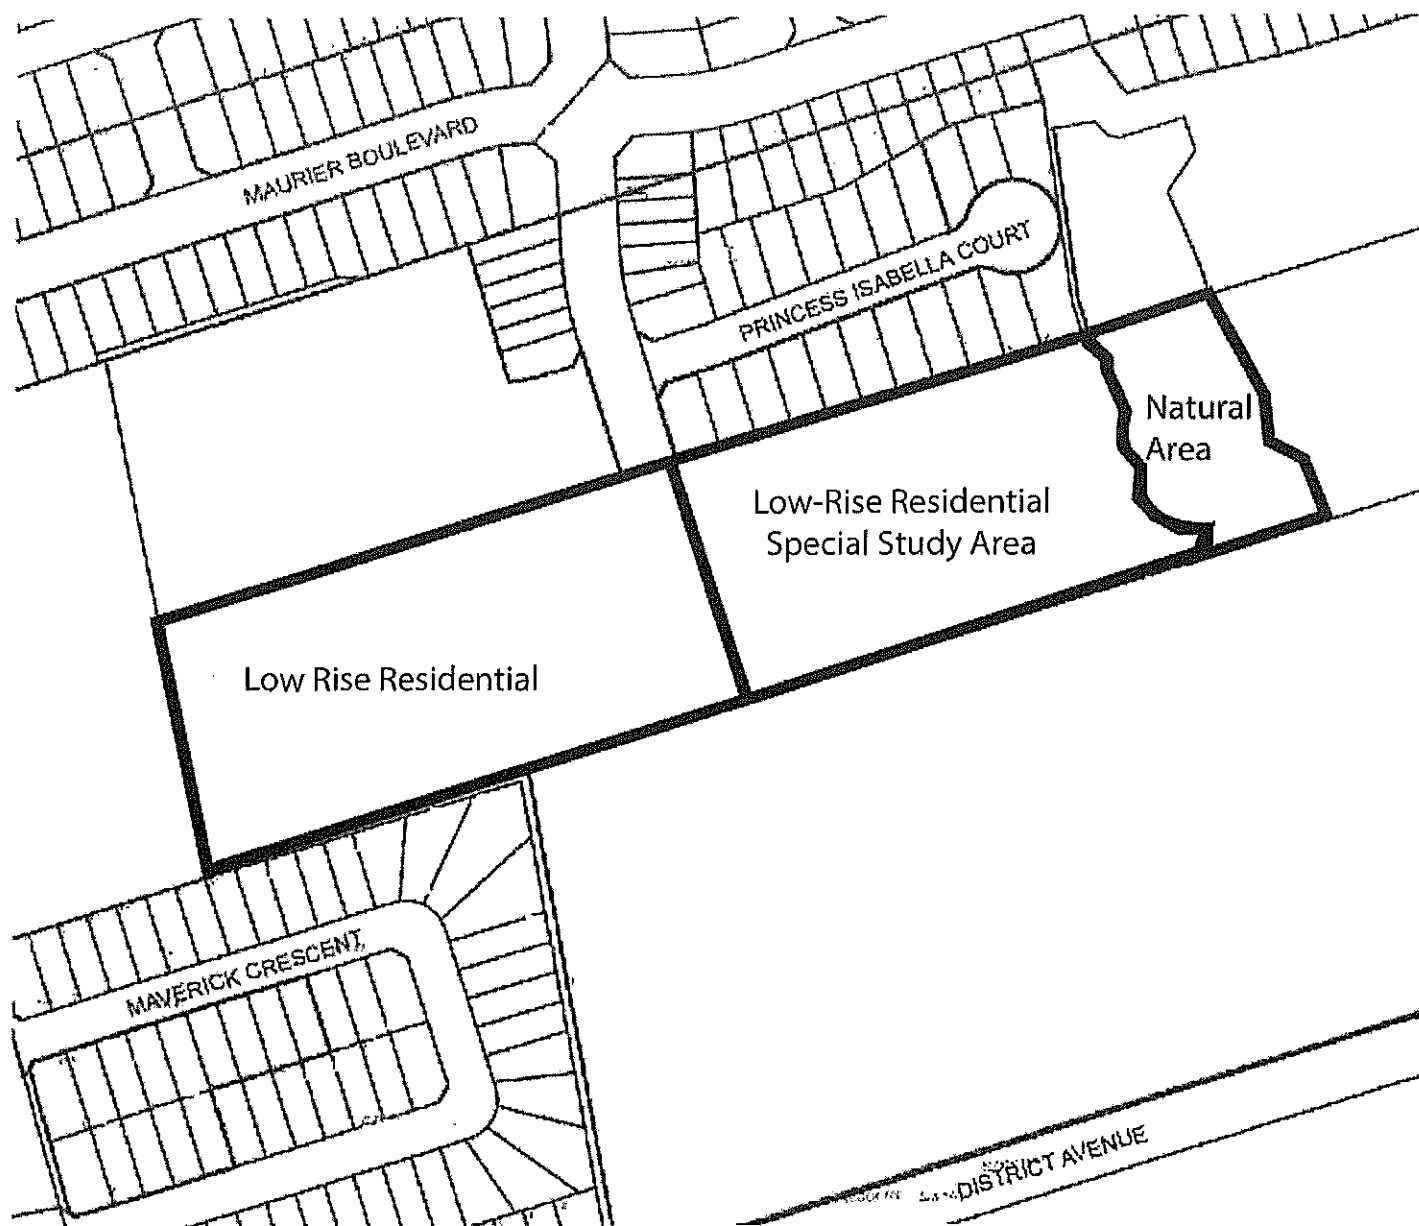 MAURIER BOULEVARD
PRINCESS ISABELLA COURT
Natural
Area
Low-Rise Residential
Special Study Area
Low Rise Residential
MAVERICK CRESCENT
DISTRICT AVENUE